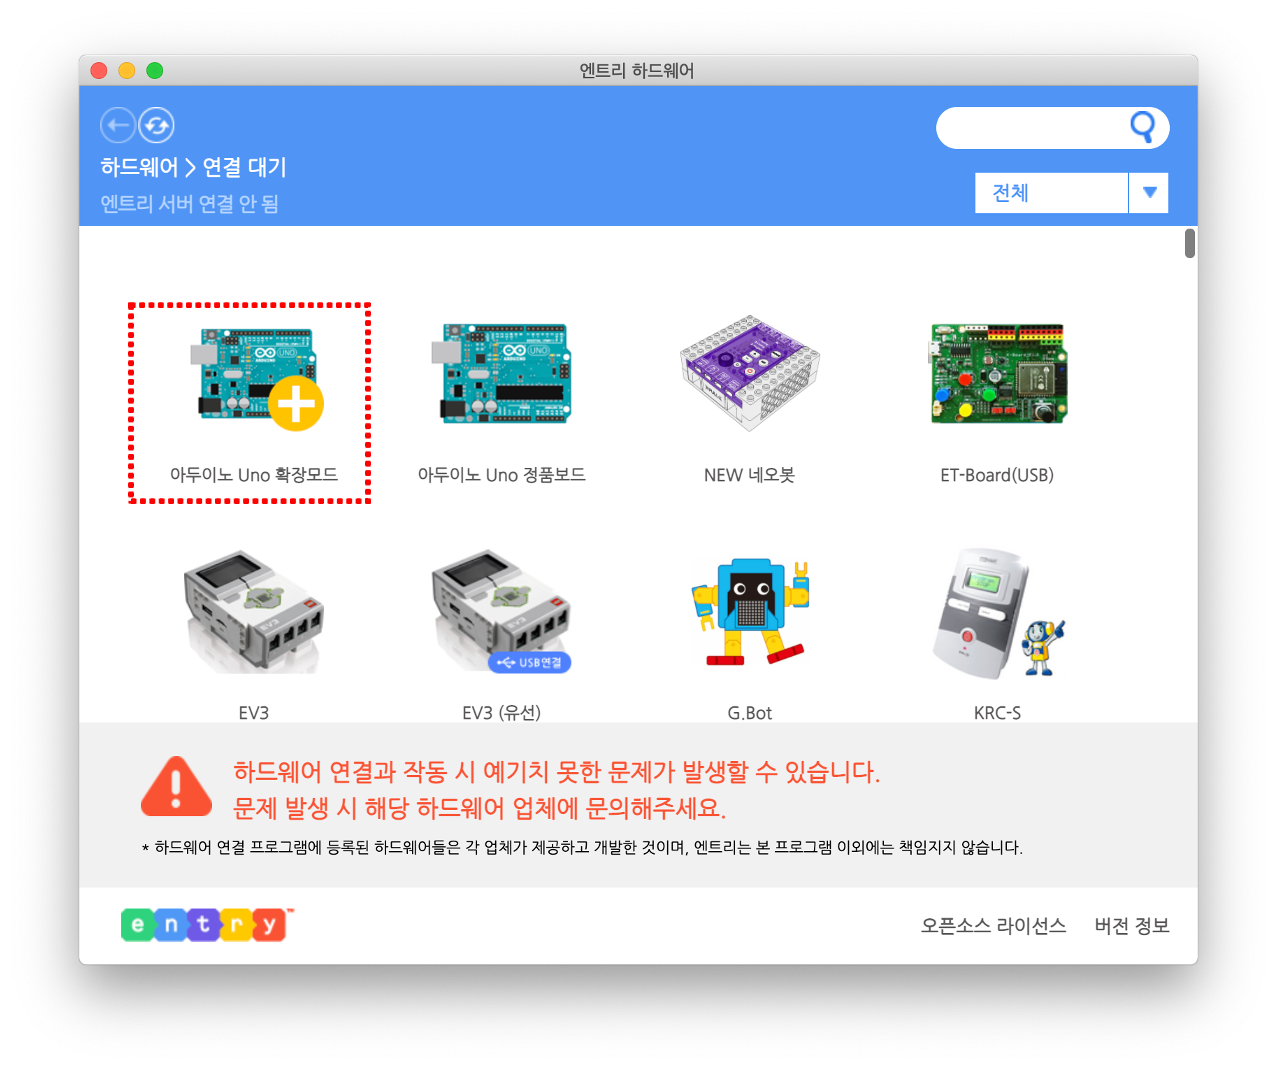 엔트리 하드웨어
하드웨어 > 연결 대기
엔트리 서버 연결 안 됨
전체
UNO
ARDUINO
UNO
ARDUINO
아두이노 Uno 확장모드
아두이노 Uno 정품보드
NEW 네오봇
ET-Board(USB)
EV3
EV3
USB연결
EV3
EV3 (유선)
G.Bot
KRC-S
하드웨어 연결과 작동 시 예기치 못한 문제가 발생할 수 있습니다.
문제 발생 시 해당 하드웨어 업체에 문의해주세요.
* 하드웨어 연결 프로그램에 등록된 하드웨어들은 각 업체가 제공하고 개발한 것이며, 엔트리는 본 프로그램 이외에는 책임지지 않습니다.
entry™
오픈소스 라이선스
버전 정보